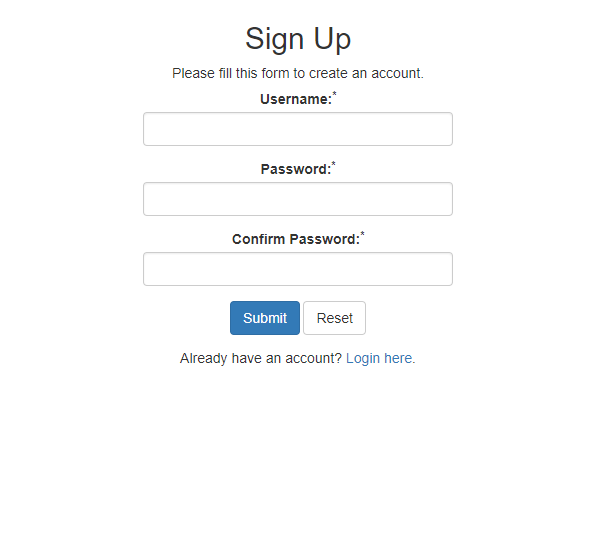 Sign Up
Please fill this form to create an account.
Username:*
Password:*
Confirm Password:*
Submit Reset
Already have an account? Login here.